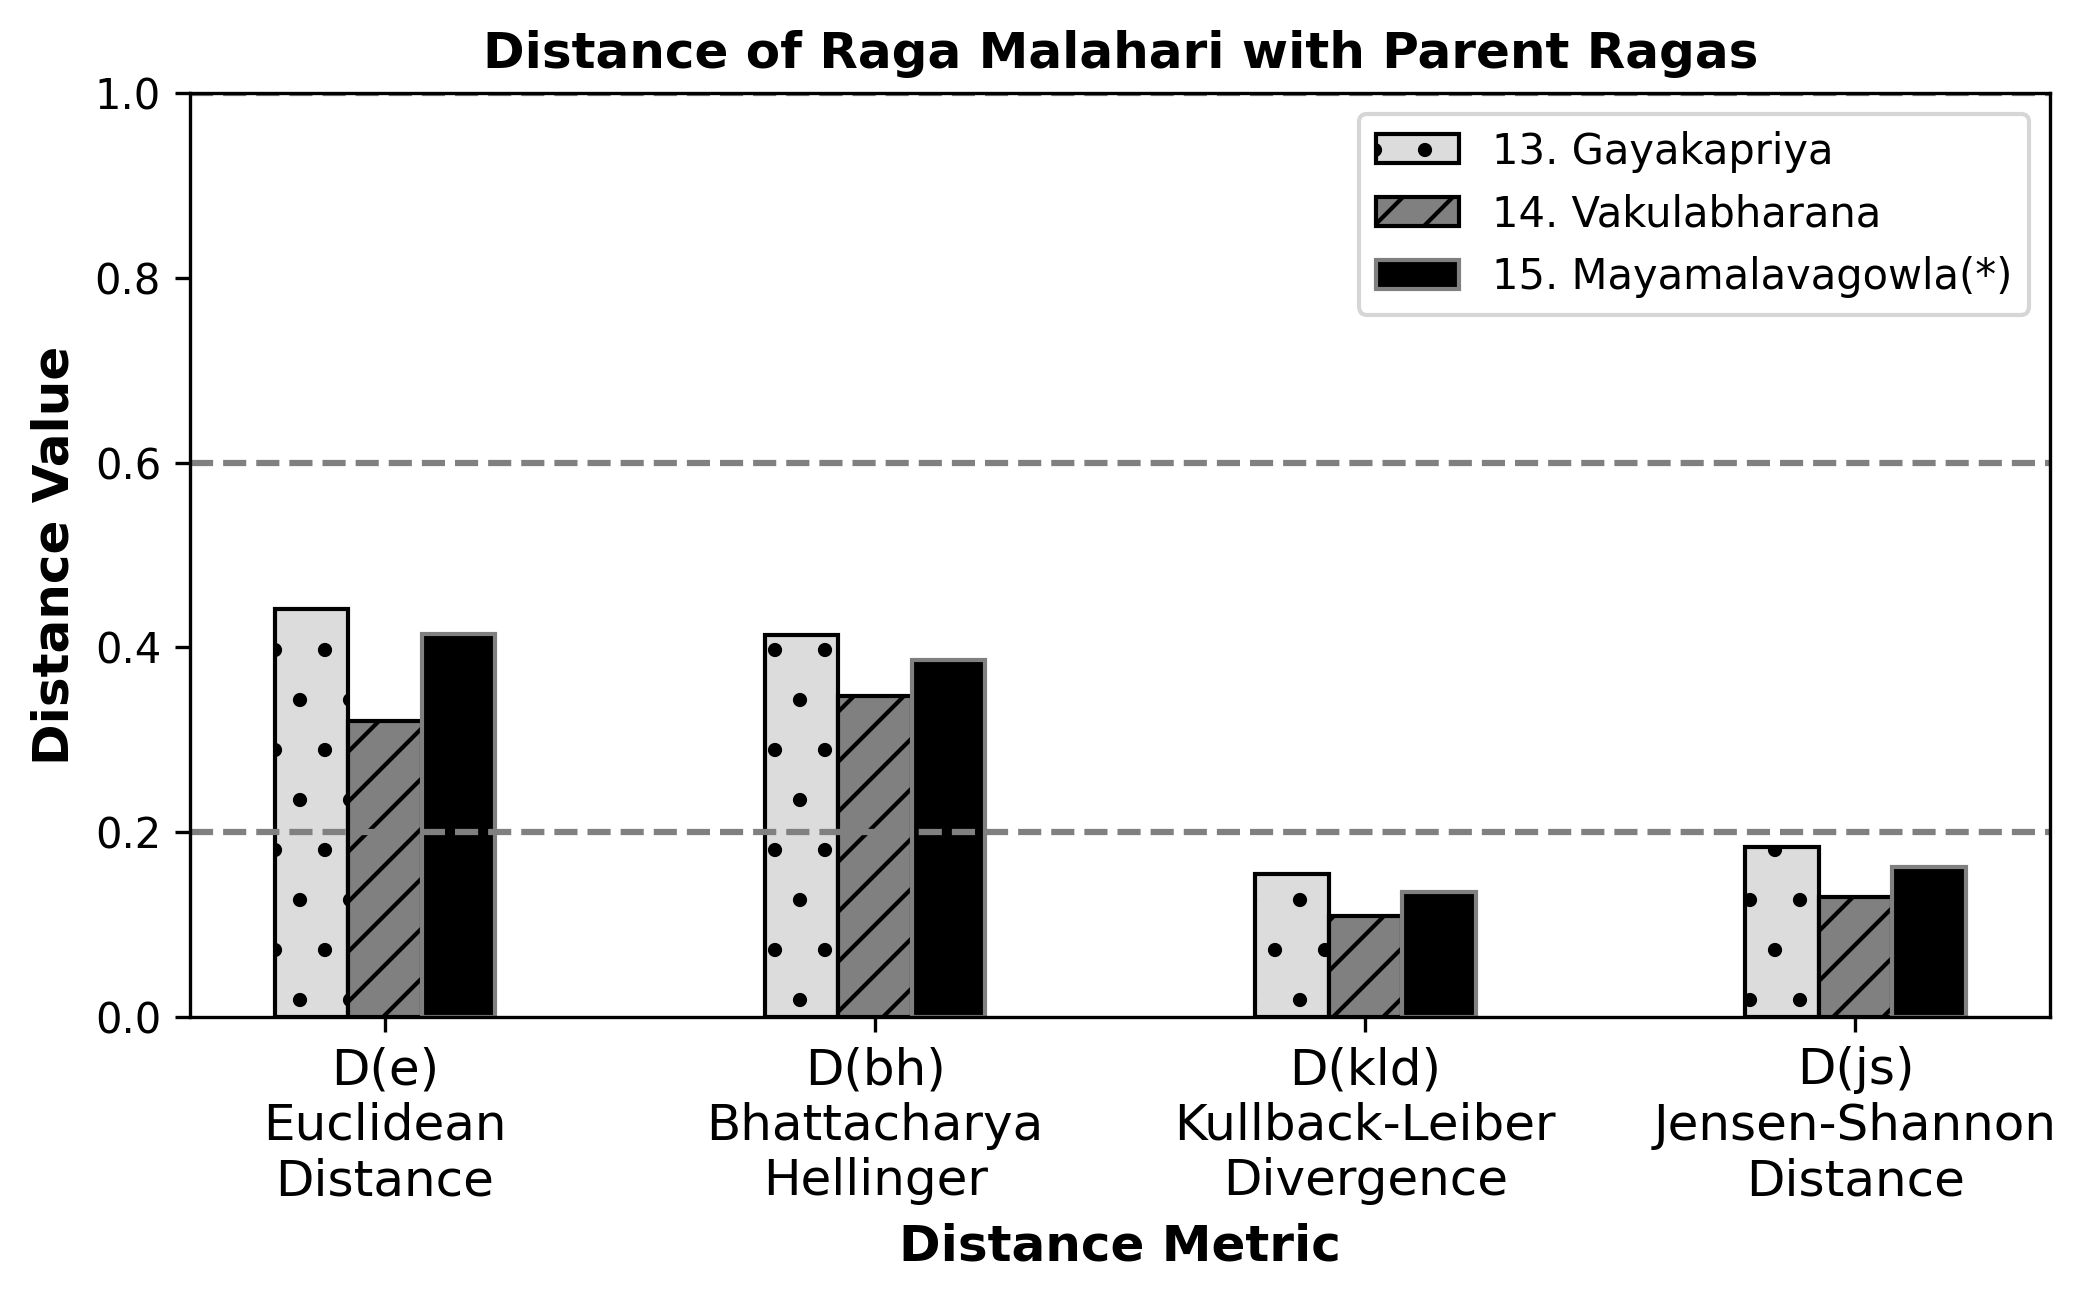 Distance of Raga Malahari with Parent Ragas
Distance Value
1.0
0.8
0.6
0.4
0.2
0.0
13. Gayakapriya
14. Vakulabharana
15. Mayamalavagowla(*)
D(e)
Euclidean
Distance
D(bh)
Bhattacharya
Hellinger
D(kld)
Kullback-Leiber
Divergence
D(js)
Jensen-Shannon
Distance
Distance Metric